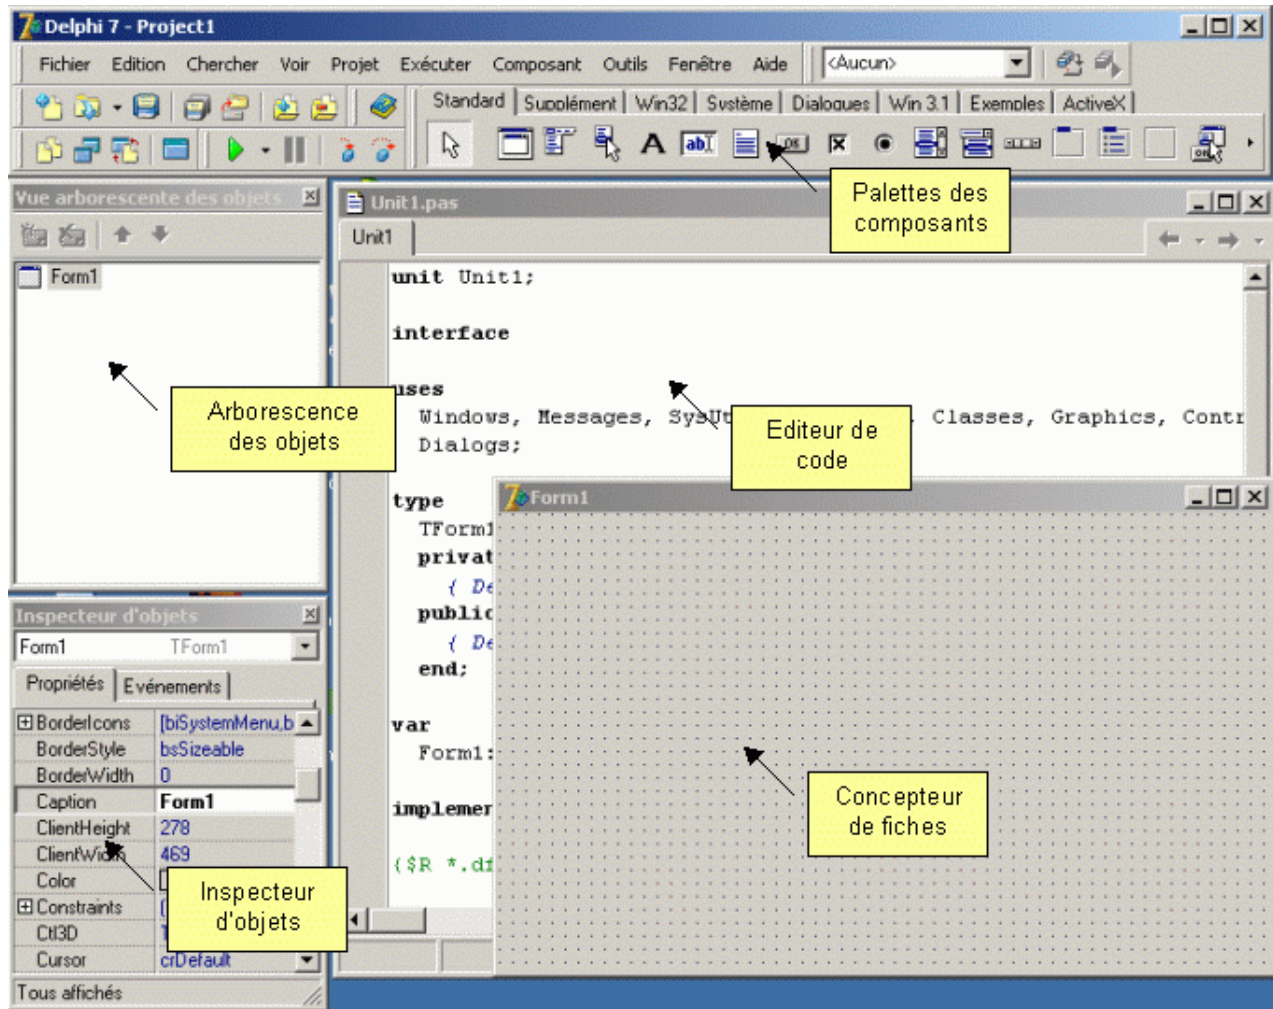 Delphi 7 - Project1
Fichier Edition Chercher Voir Projet Exécuter Composant Outils Fenêtre Aide <Aucun>
Standard Supplément Win32 Système Dialogues Win 3.1 Exemples ActiveX
Palettes des
composants
Vue arborescente des objets
Form1
Arborescence
des objets
Unit1.pas
Unit1
unit Unit1;
interface
uses
Windows, Messages, Classes, Graphics,
Dialogs;
Editeur de
code
type
end;
var
Form1:
{$R
Form1
Concepteur
de fiches
Inspecteur d'objets
Form1 TForm1
Propriétés Evénements
BorderIcons [biSystemMenu,b
BorderStyle bsSizeable
BorderWidth 0
Caption Form1
ClientHeight 278
ClientWidth 469
Color
Constraints
Ctl3D
Cursor crDefault
Inspecteur
d'objets
Tous affichés